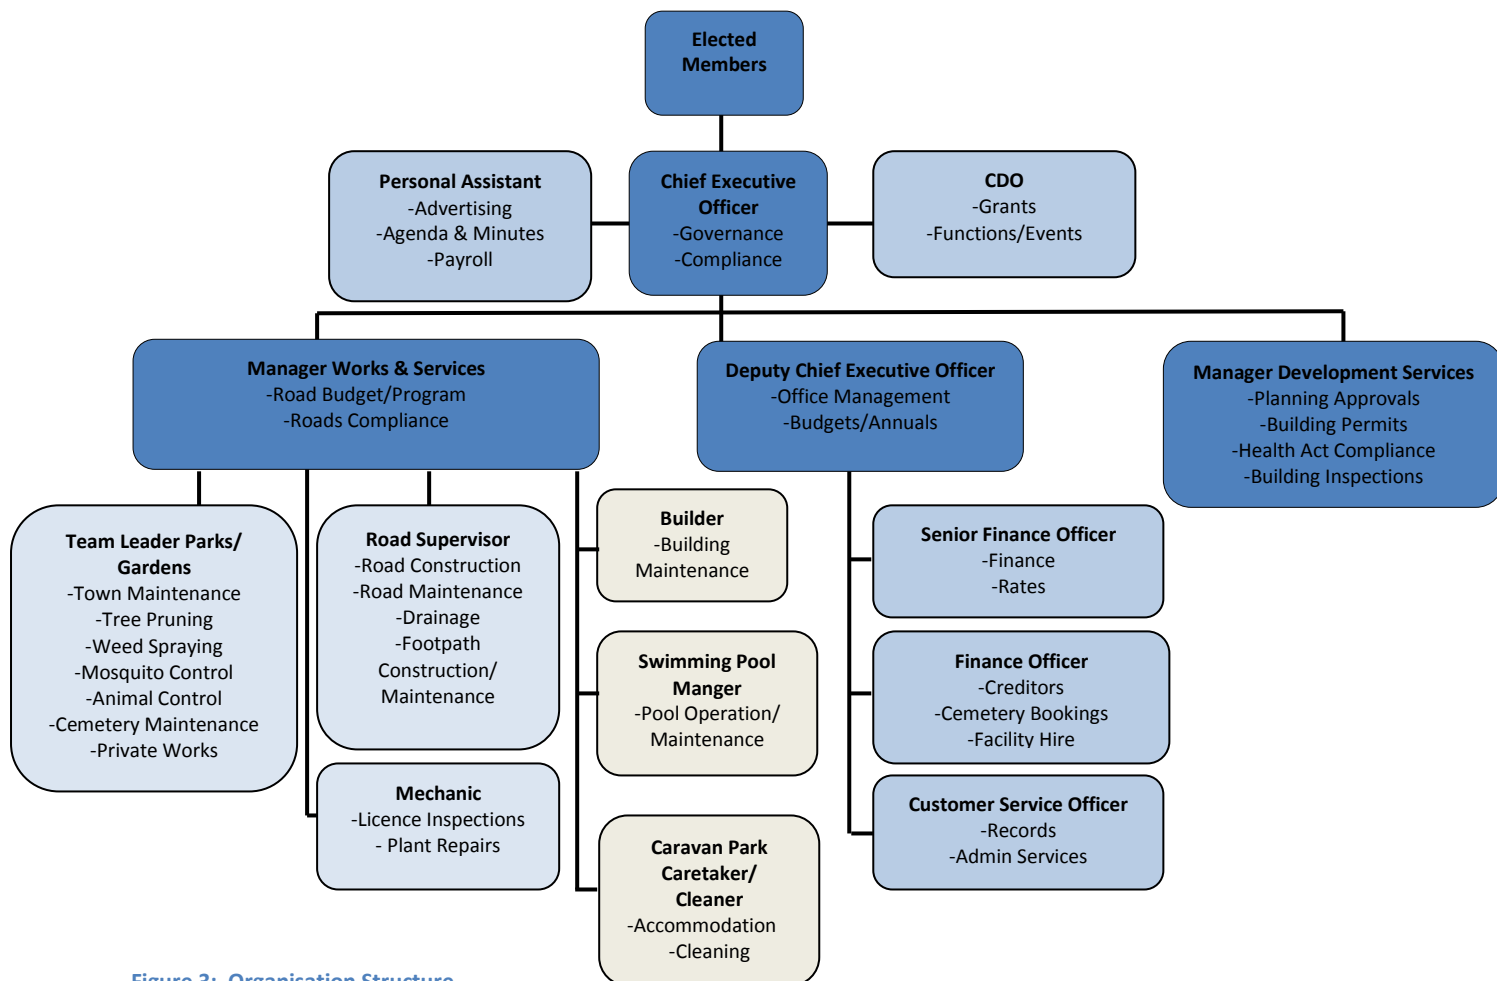 Elected
Members
Personal Assistant
-Advertising
-Agenda & Minutes
-Payroll
Chief Executive
Officer
-Governance
-Compliance
CDO
-Grants
-Functions/Events
Manager Works & Services
-Road Budget/Program
-Roads Compliance
Deputy Chief Executive Officer
-Office Management
-Budgets/Annuals
Manager Development Services
-Planning Approvals
-Building Permits
-Health Act Compliance
-Building Inspections
Team Leader Parks/
Gardens
-Town Maintenance
-Tree Pruning
-Weed Spraying
-Mosquito Control
-Animal Control
-Cemetery Maintenance
-Private Works
Road Supervisor
-Road Construction
-Road Maintenance
-Drainage
-Footpath
Construction/
Maintenance
Mechanic
-Licence Inspections
- Plant Repairs
Builder
-Building
Maintenance
Swimming Pool
Manger
-Pool Operation/
Maintenance
Caravan Park
Caretaker/
Cleaner
-Accommodation
-Cleaning
Senior Finance Officer
-Finance
-Rates
Finance Officer
-Creditors
-Cemetery Bookings
-Facility Hire
Customer Service Officer
-Records
-Admin Services
Figure 3: Organisation Structure